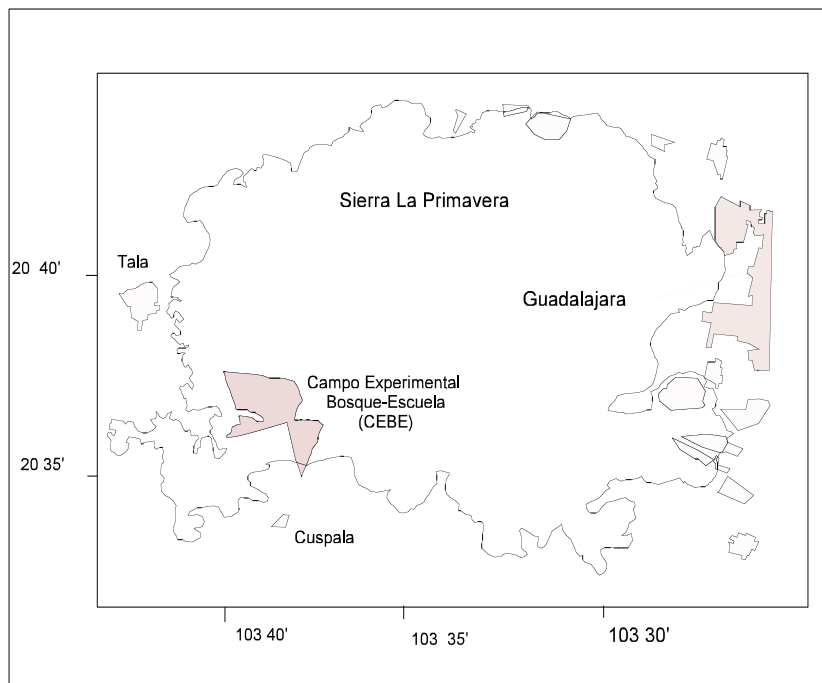 Sierra La Primavera
Tala
20 40'
Guadalajara
Campo Experimental
Bosque-Escuela
(CEBE)
20 35'
Cuspala
103 40'
103 35'
103 30'